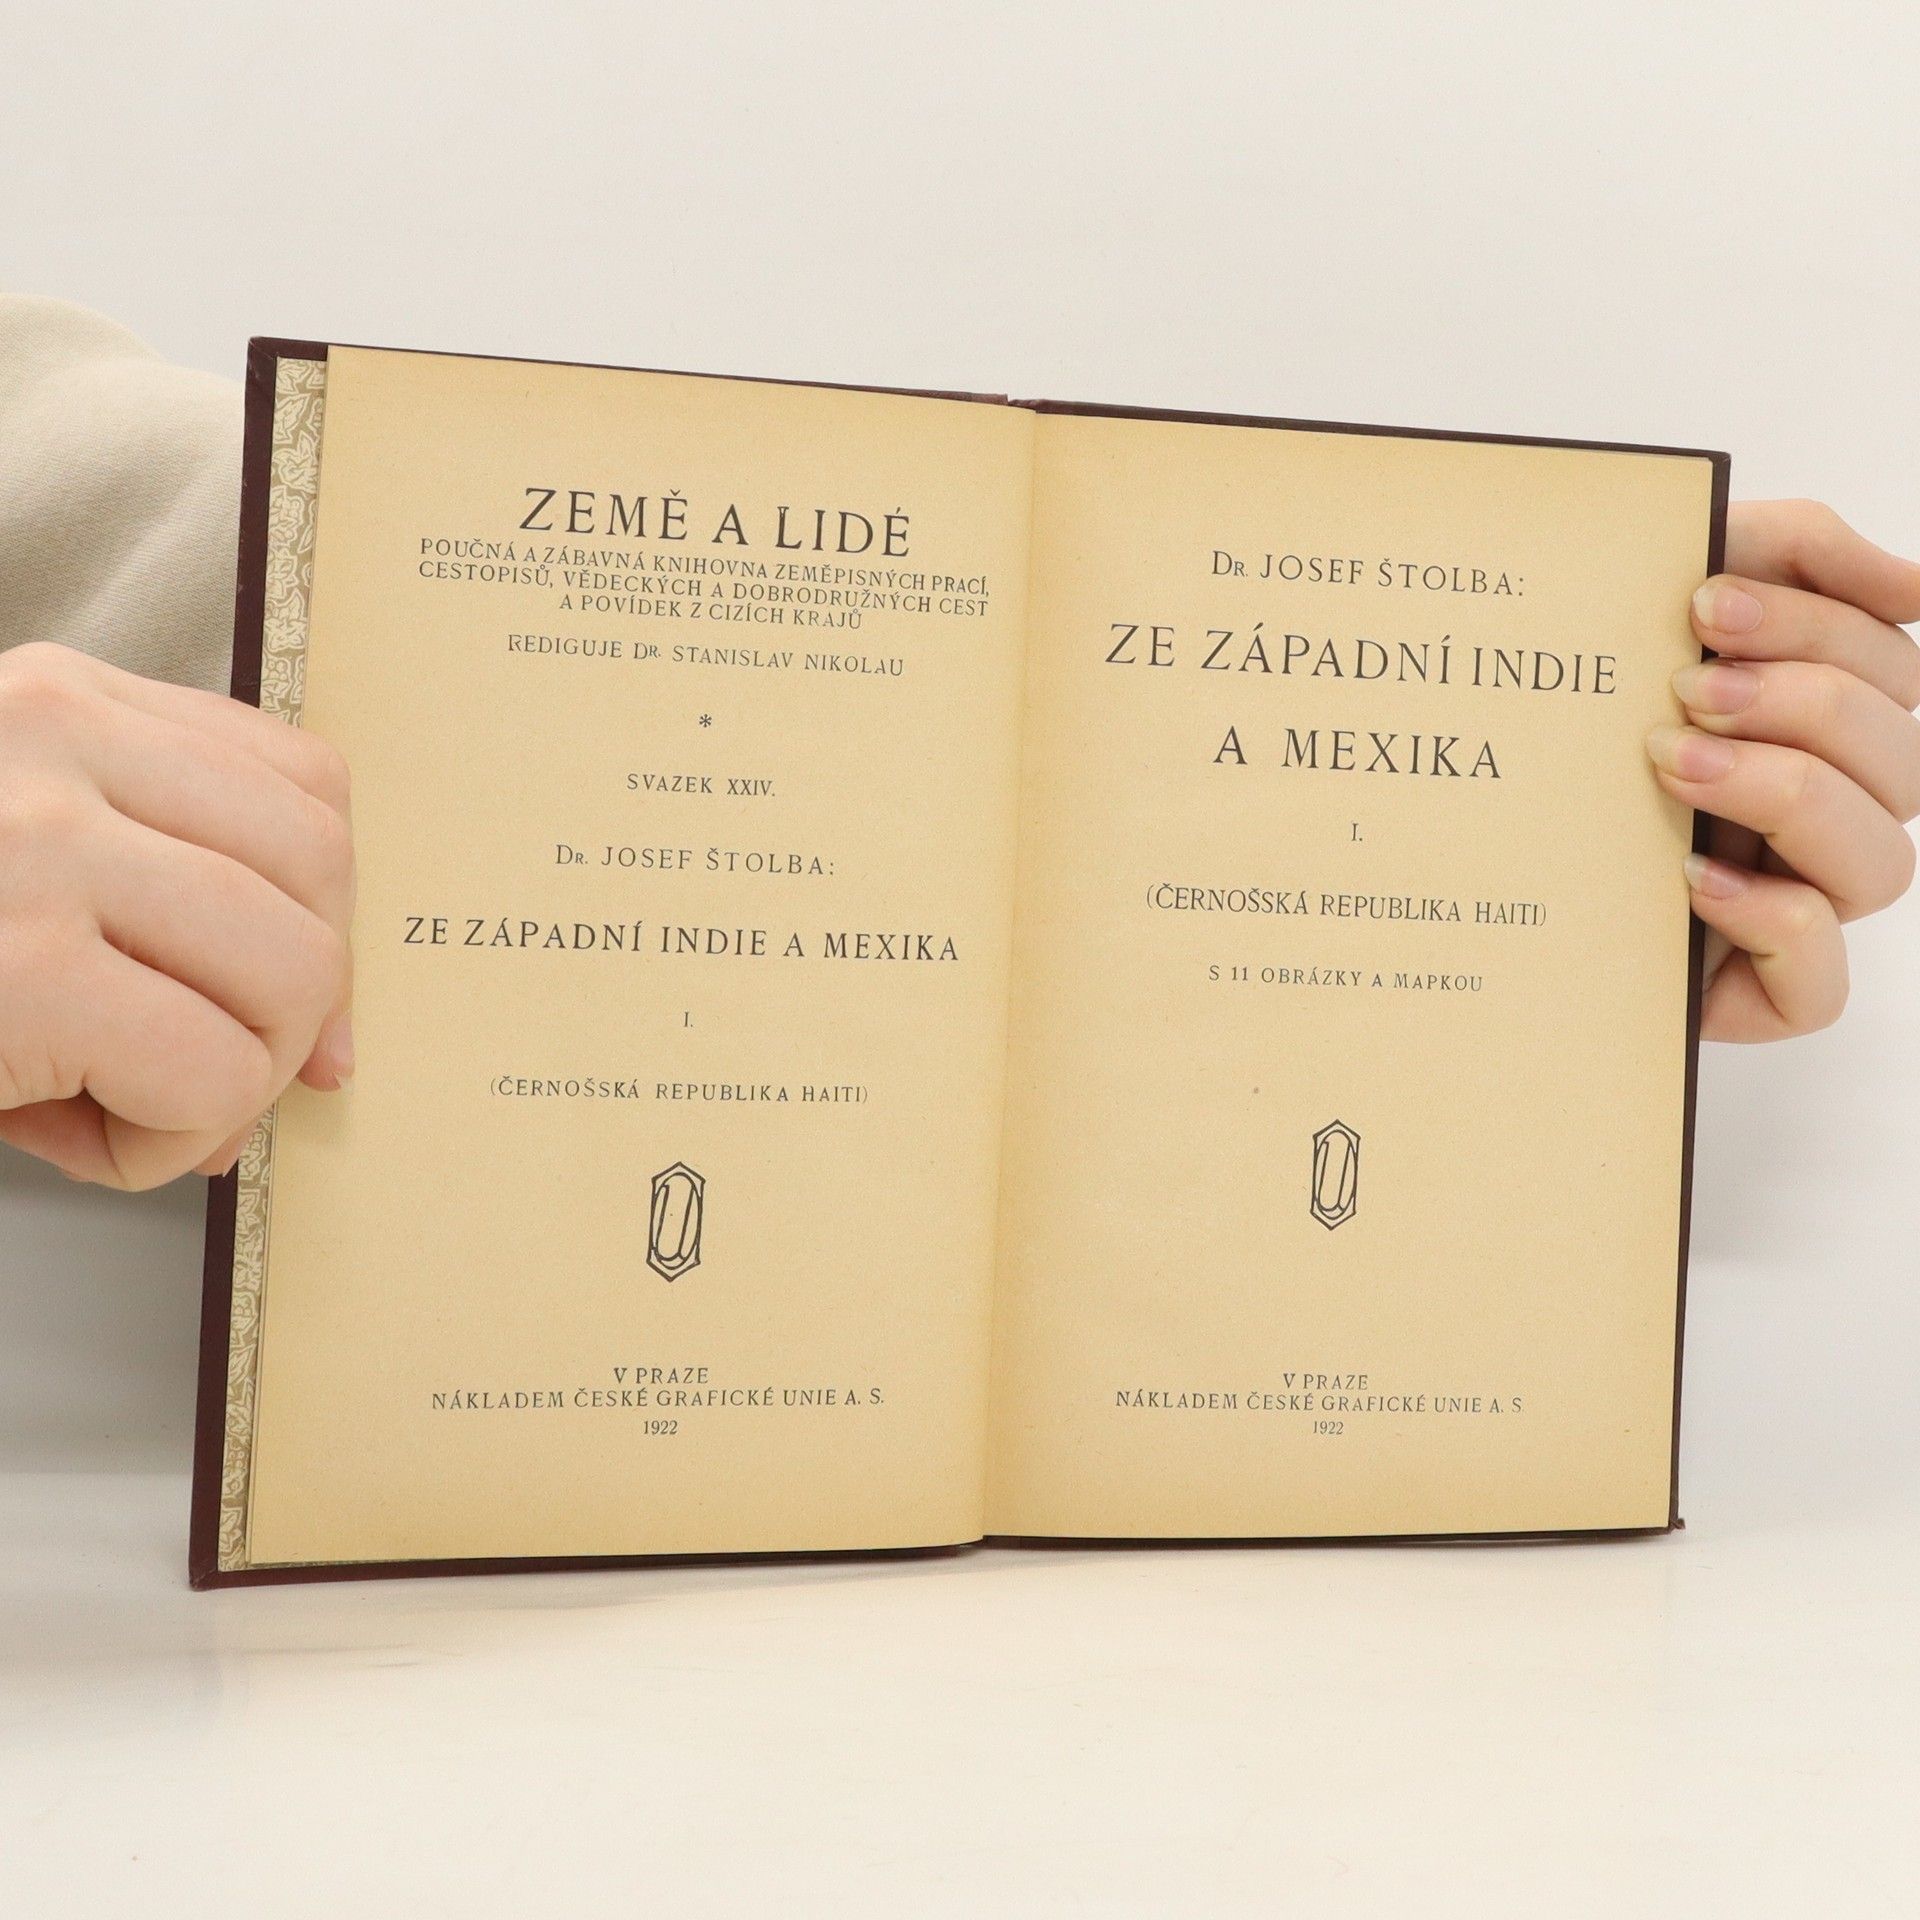 ZEMĚ A LIDÉ
POUČNÁ A ZÁBAVNÁ KNIHOVNA ZEMĚPISNÝCH PRACÍ,
CESTOPISŮ, VĚDECKÝCH A DOBRODRUŽNÝCH CEST
A POVÍDEK Z CIZÍCH KRAJŮ
REDIGUJE DR. STANISLAV NIKOLAU
*
SVAZEK XXIV.
DR. JOSEF ŠTOLBA:
ZE ZÁPADNÍ INDIE A MEXIKA
I.
(ČERNOŠSKÁ REPUBLIKA HAITI)
V PRAZE
NÁKLADEM ČESKÉ GRAFICKÉ UNIE A. S.
1922
DR. JOSEF ŠTOLBA:
ZE ZÁPADNÍ INDIE
A MEXIKA
I.
(ČERNOŠSKÁ REPUBLIKA HAITI)
S 11 OBRÁZKY A MAPKOU
V PRAZE
NÁKLADEM ČESKÉ GRAFICKÉ UNIE A. S.
1922